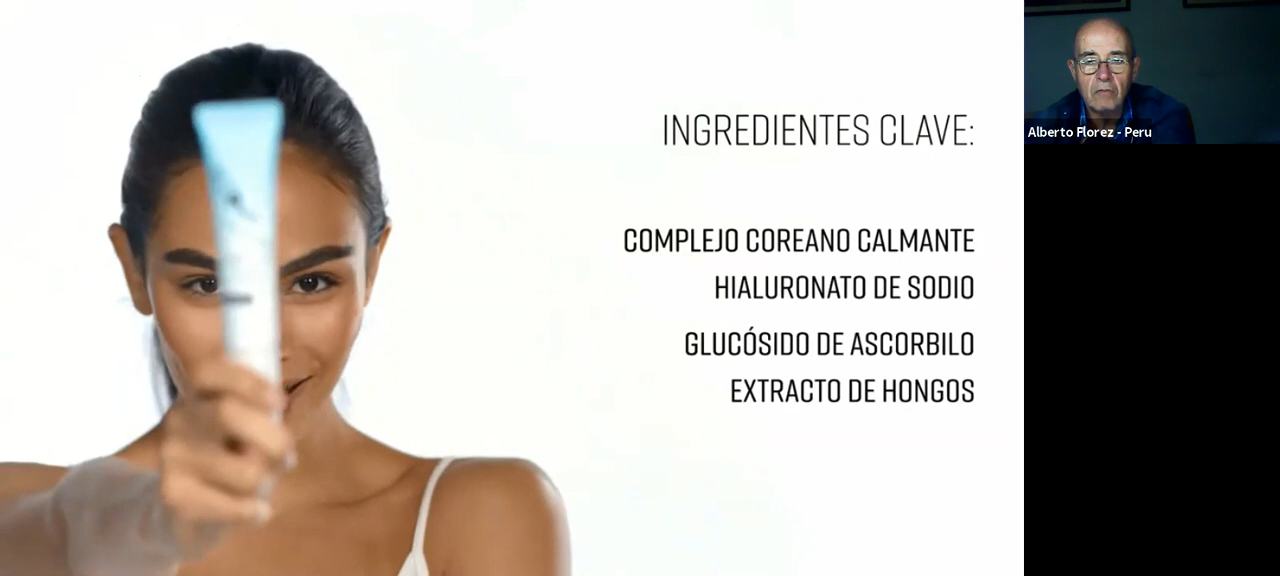 INGREDIENTES CLAVE:
COMPLEJO COREANO CALMANTE
HIALURONATO DE SODIO
GLUCÓSIDO DE ASCORBILO
EXTRACTO DE HONGOS
Alberto Florez - Peru